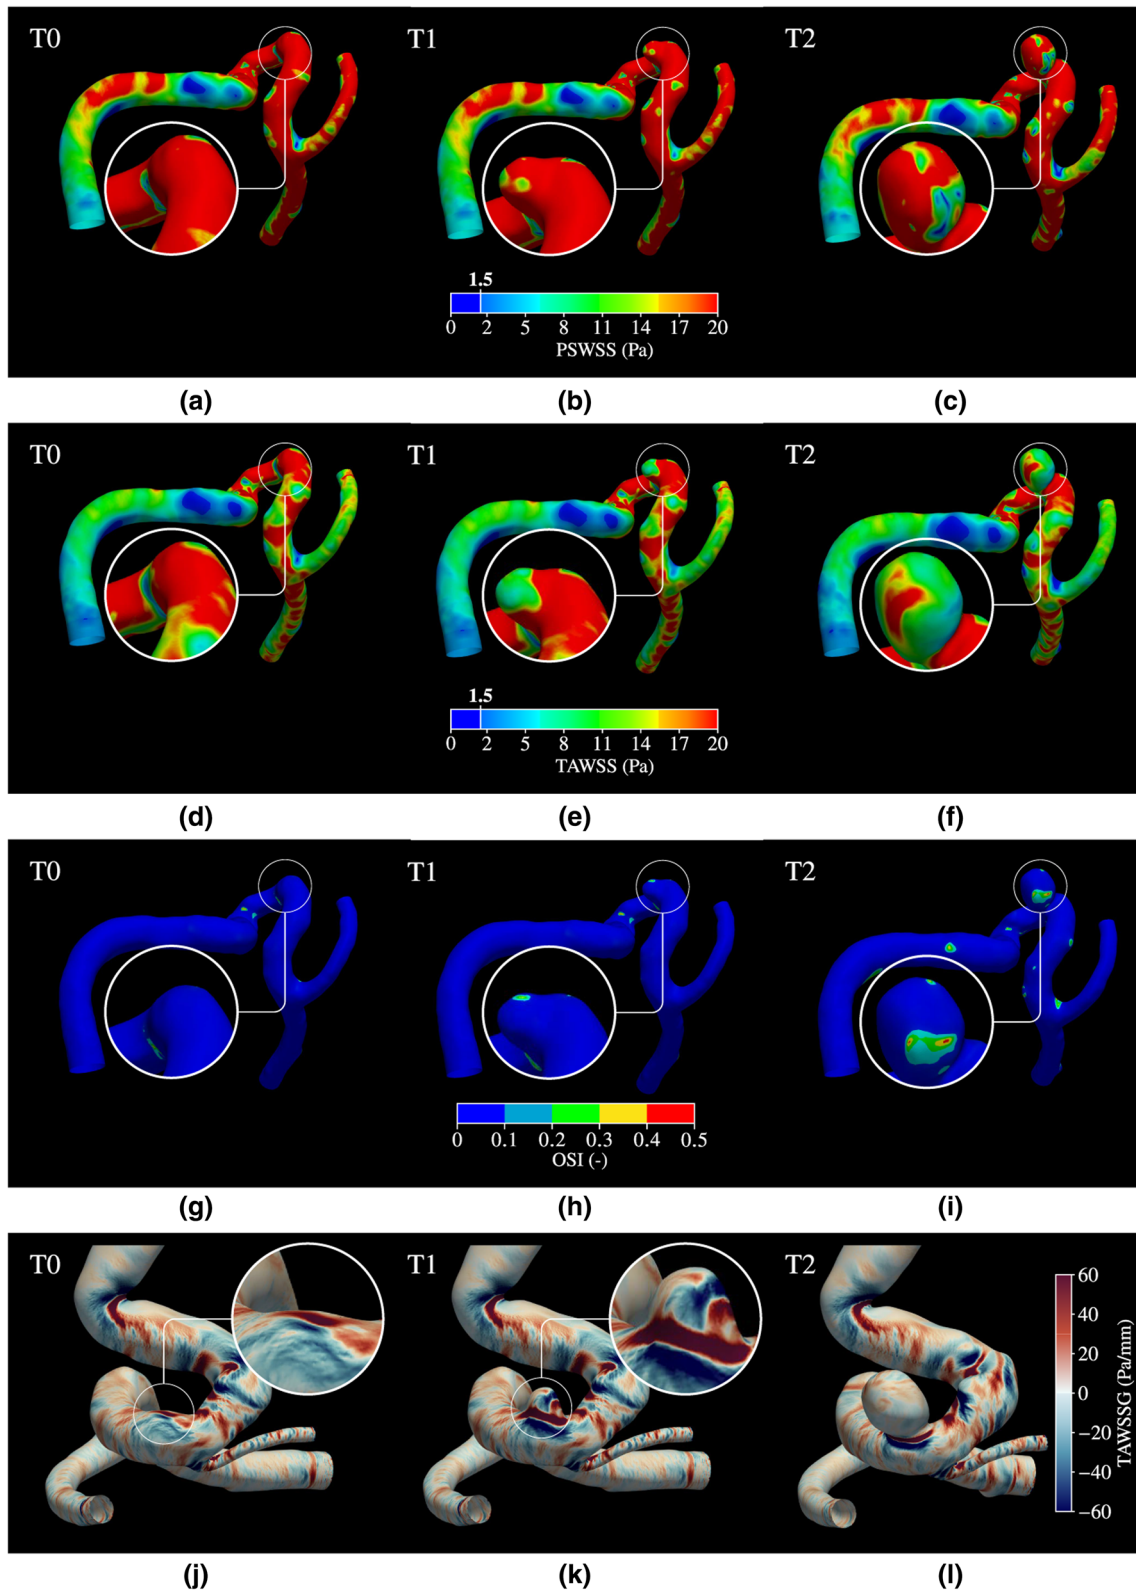 T0 T1 T2
1.5
0 2 5 8 11 14 17 20
PSWSS (Pa)
(a) (b) (c)
T0 T1 T2
1.5
0 2 5 8 11 14 17 20
TAWSS (Pa)
(d) (e) (f)
T0 T1 T2
0 0.1 0.2 0.3 0.4 0.5
OSI (-)
(g) (h) (i)
T0 T1 T2
60
40
20
0
−20
−40
−60
TAWSSG (Pa/mm)
(j) (k) (l)